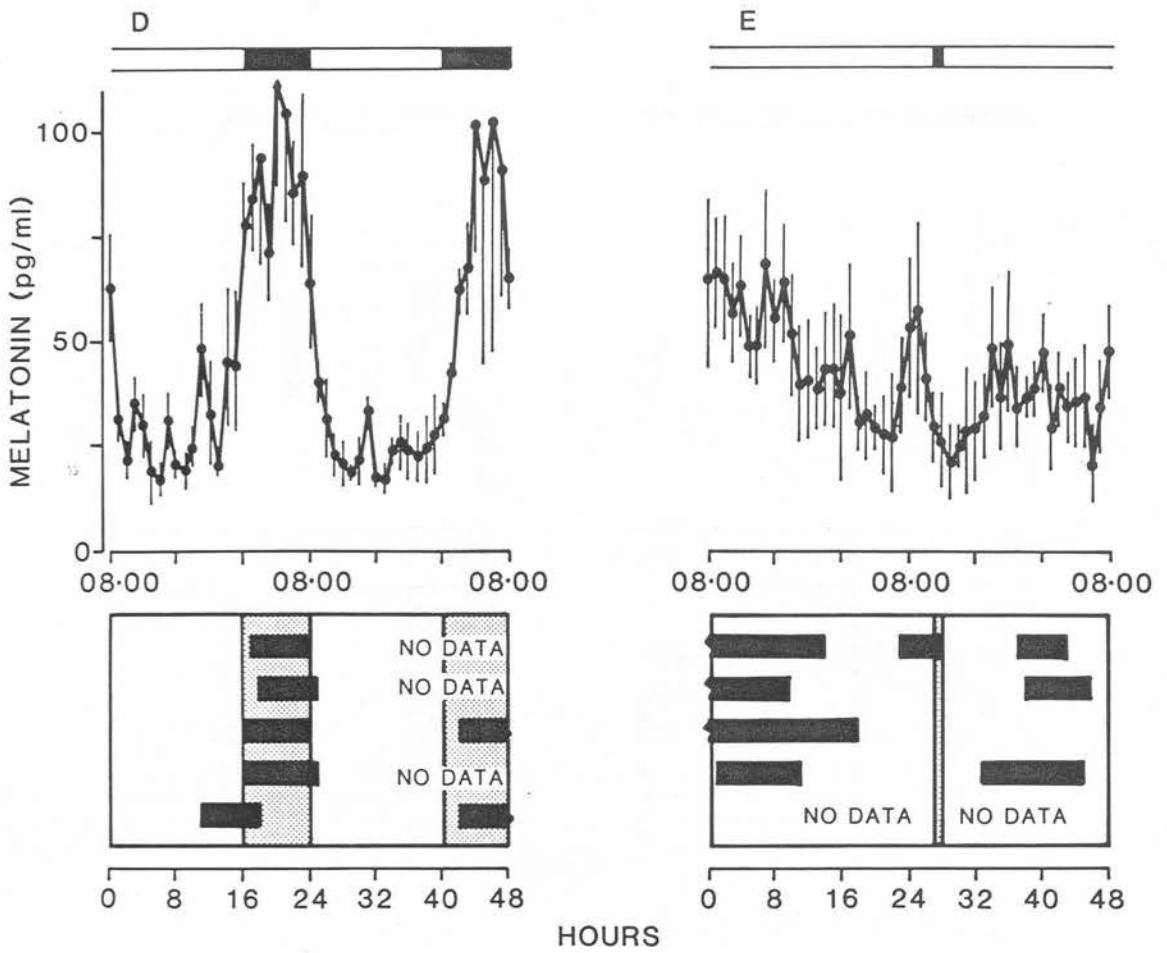 D E
MELATONIN (pg/ml)
100
50
0
08:00 08:00 08:00 08:00 08:00 08:00
NO DATA
NO DATA
NO DATA
NO DATA NO DATA
0 8 16 24 32 40 48 0 8 16 24 32 40 48
HOURS